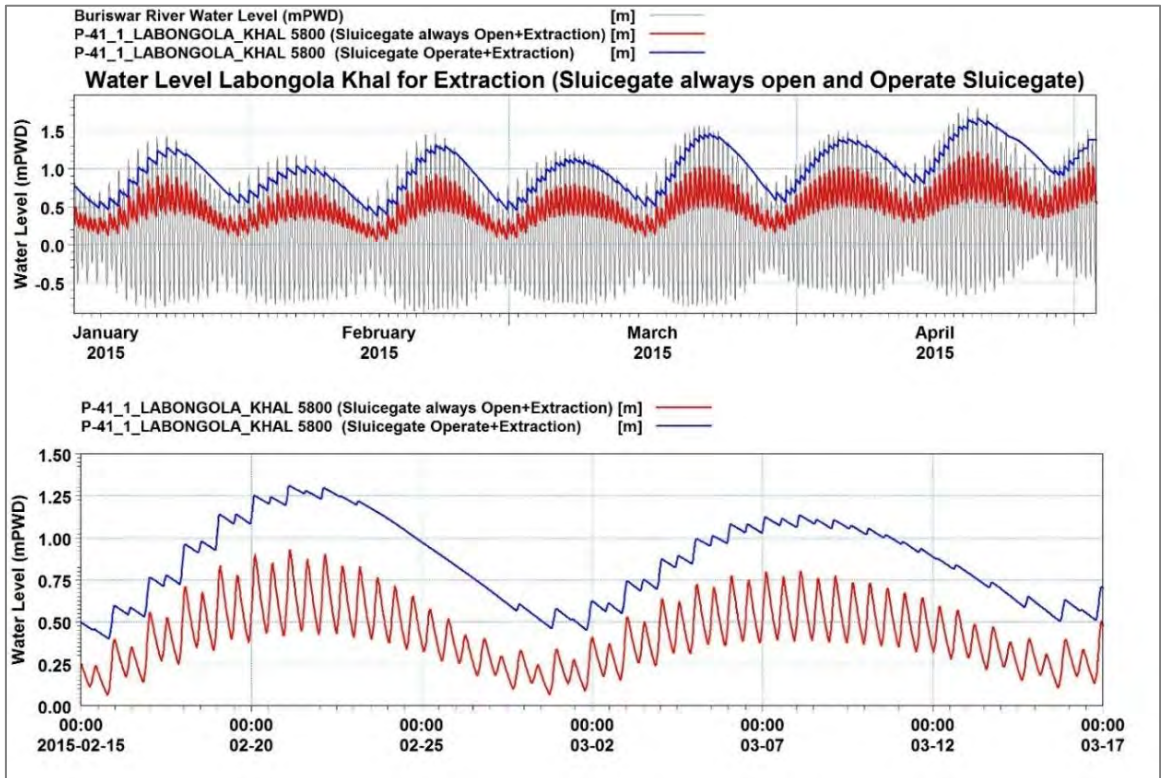 Buriswar River Water Level (mPWD) [m]
P-41_1_LABONGOLA_KHAL 5800 (Sluicegate always Open+Extraction) [m]
P-41_1_LABONGOLA_KHAL 5800 (Sluicegate Operate+Extraction) [m]
Water Level Labongola Khal for Extraction (Sluicegate always open and Operate Sluicegate)
Water Level (mPWD)
1.5
1.0
0.5
0.0
-0.5
January February March April
2015 2015 2015 2015
P-41_1_LABONGOLA_KHAL 5800 (Sluicegate always Open+Extraction) [m]
P-41_1_LABONGOLA_KHAL 5800 (Sluicegate Operate+Extraction) [m]
Water Level (mPWD)
1.50
1.25
1.00
0.75
0.50
0.25
0.00
00:00 00:00 00:00 00:00 00:00 00:00 00:00
2015-02-15 02-20 02-25 03-02 03-07 03-12 03-17